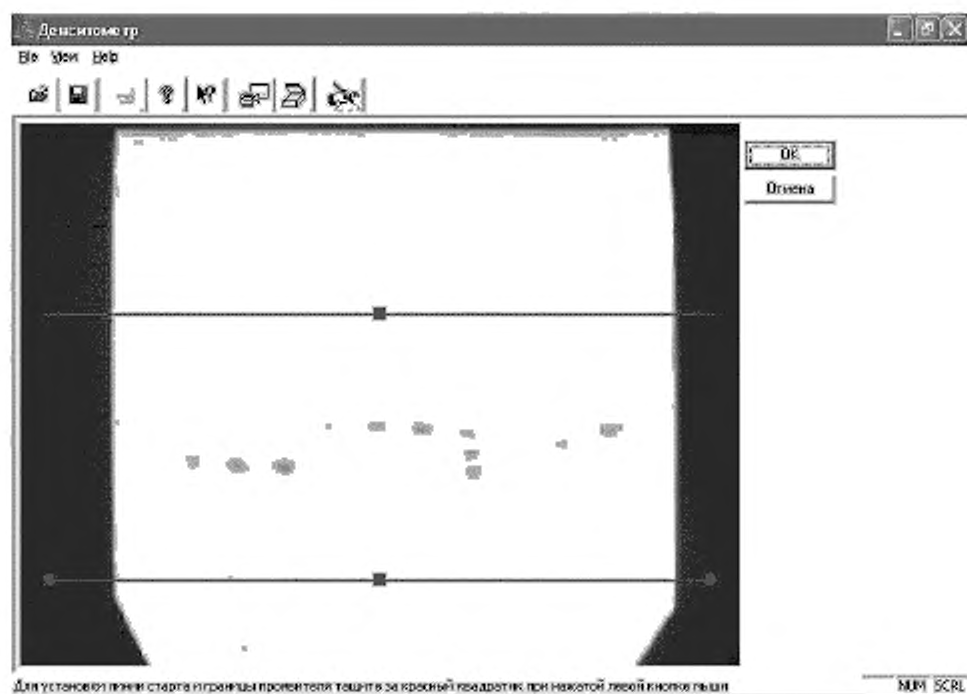 Денситометр
File View Help
OK
Отмена
Для установки линии старта и границы проявителя тащите за красный квадратик при нажатой левой кнопке мыши
NUM SCRL